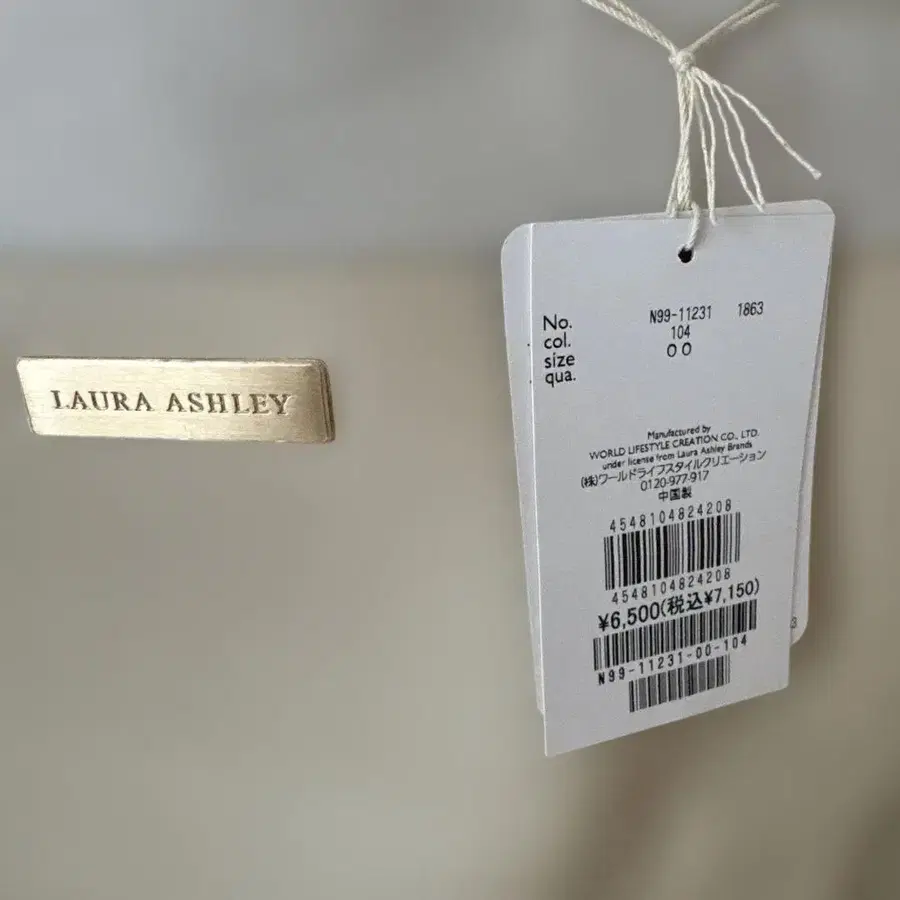 LAURA ASHLEY
No. N99-11231 1863
col. 104
size 00
qua.
Manufactured by
WORLD LIFESTYLE CREATION CO., LTD.
under license from Laura Ashley Brands
(株)ワールドライフスタイルクリエーション
0120-977-917
中国製
4548104824208
4548104824208
¥6,500(税込¥7,150)
N99-11231-00-104
3